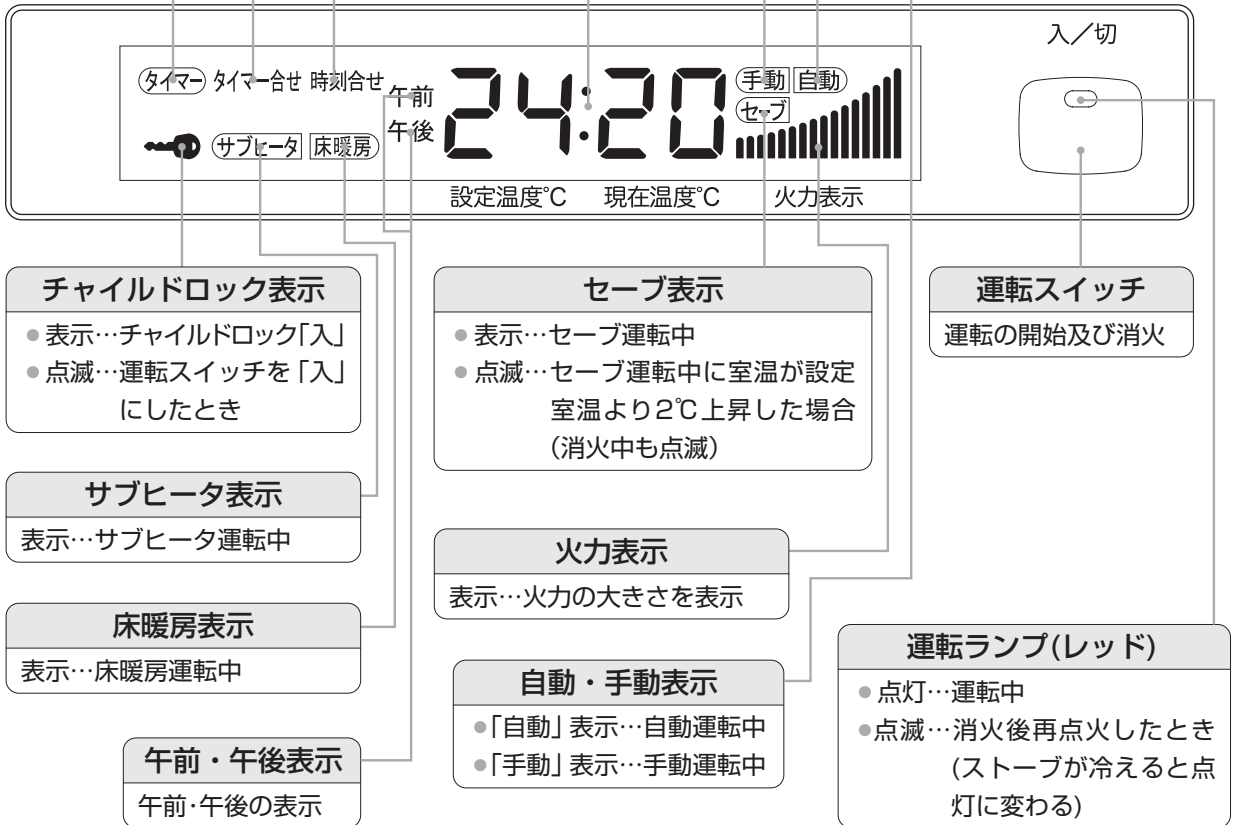 入／切
タイマー タイマー合せ 時刻合せ
午前
午後
24:20
手動 自動
セーブ
サブヒータ 床暖房
設定温度℃ 現在温度℃ 火力表示
チャイルドロック表示
●表示…チャイルドロック「入」
●点滅…運転スイッチを「入」
にしたとき
セーブ表示
●表示…セーブ運転中
●点滅…セーブ運転中に室温が設定
室温より2℃上昇した場合
(消火中も点滅)
運転スイッチ
運転の開始及び消火
サブヒータ表示
表示…サブヒータ運転中
火力表示
表示…火力の大きさを表示
床暖房表示
表示…床暖房運転中
自動・手動表示
●「自動」表示…自動運転中
●「手動」表示…手動運転中
運転ランプ(レッド)
●点灯…運転中
●点滅…消火後再点火したとき
(ストーブが冷えると点
灯に変わる)
午前・午後表示
午前・午後の表示